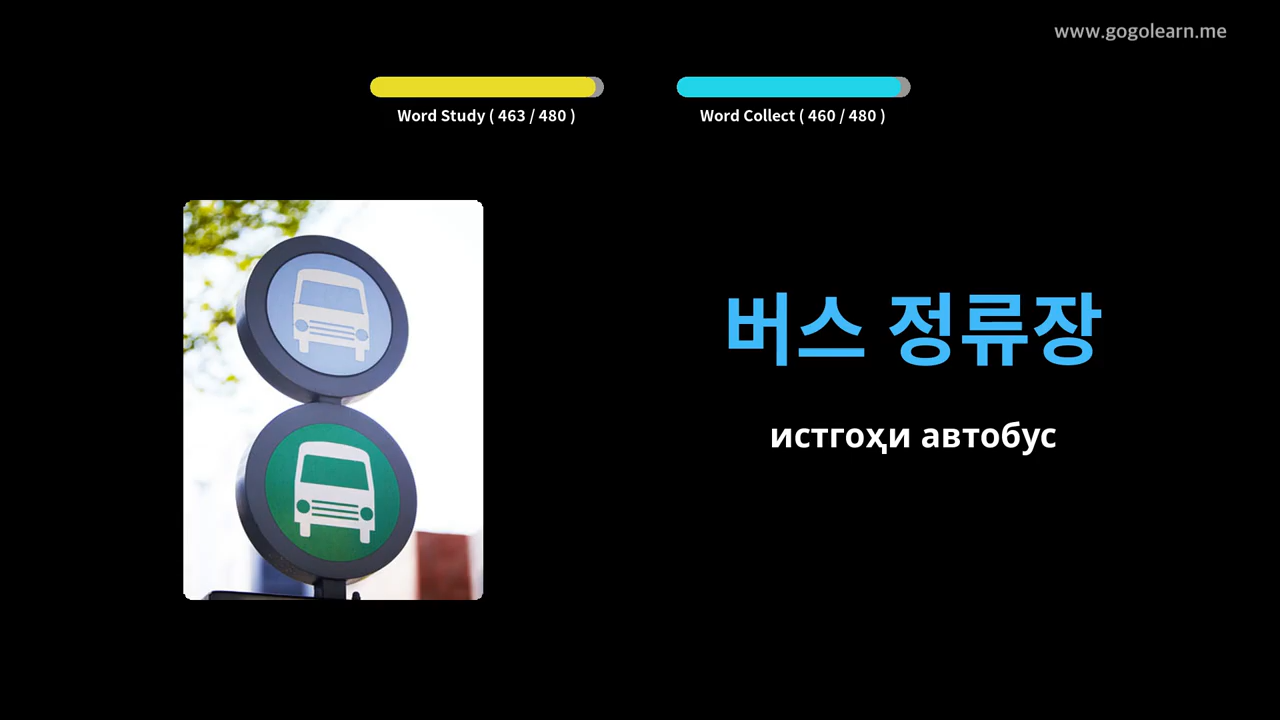 www.gogolearn.me
Word Study ( 463 / 480 )
Word Collect ( 460 / 480 )
버스 정류장
истгоҳи автобус